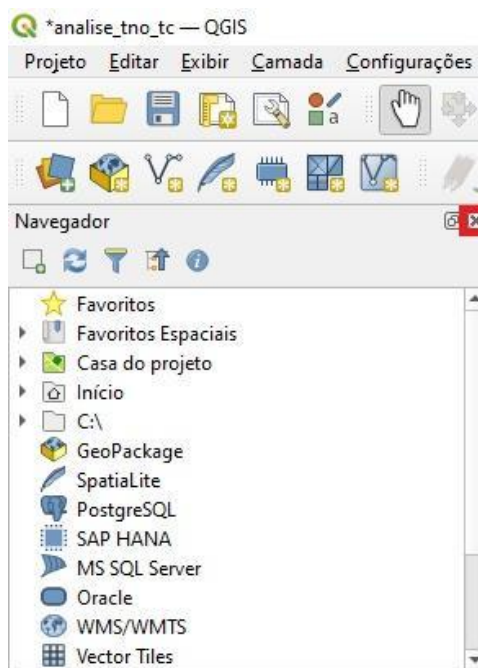 *analise_tno_tc — QGIS
Projeto Editar Exibir Camada Configurações
a
Navegador
Favoritos
Favoritos Espaciais
Casa do projeto
Início
C:\
GeoPackage
SpatiaLite
PostgreSQL
SAP HANA
MS SQL Server
Oracle
WMS/WMTS
Vector Tiles